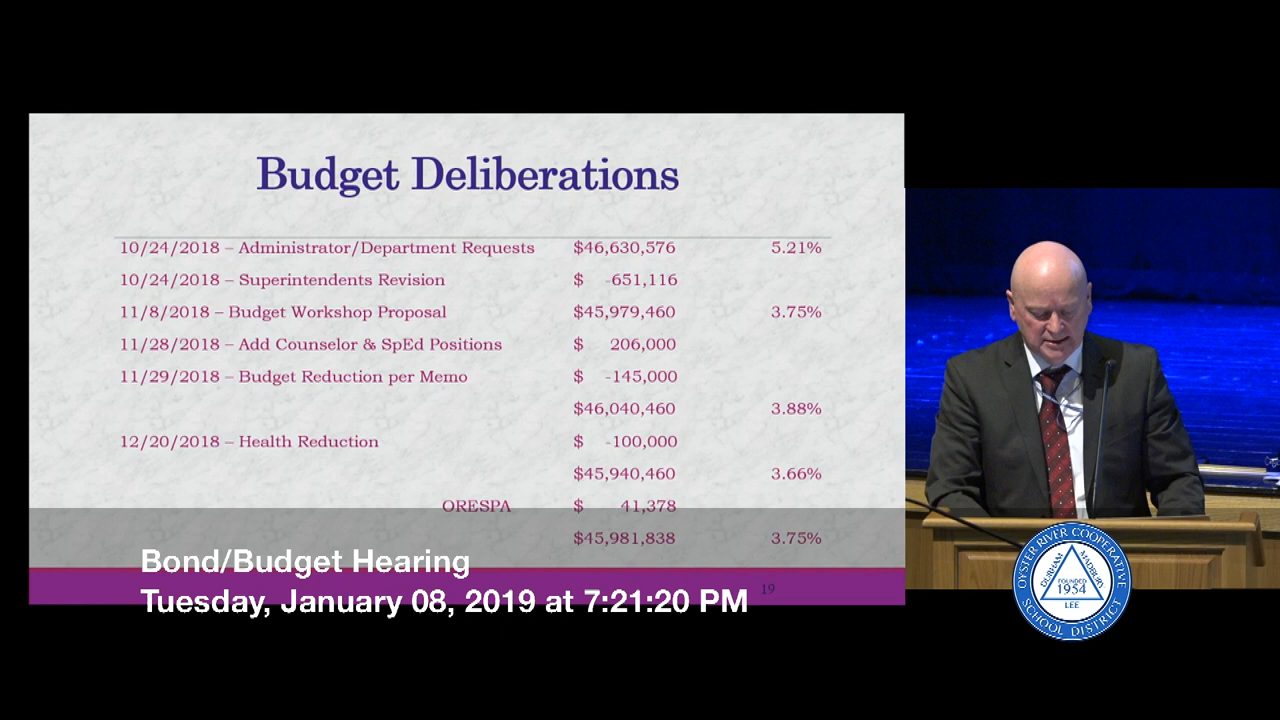 Budget Deliberations
10/24/2018 – Administrator/Department Requests $46,630,576 5.21%
10/24/2018 – Superintendents Revision $ -651,116
11/8/2018 – Budget Workshop Proposal $45,979,460 3.75%
11/28/2018 – Add Counselor & SpEd Positions $ 206,000
11/29/2018 – Budget Reduction per Memo $ -145,000
$46,040,460 3.88%
12/20/2018 – Health Reduction $ -100,000
$45,940,460 3.66%
ORESPA $ 41,378
$45,981,838 3.75%
19
Bond/Budget Hearing
Tuesday, January 08, 2019 at 7:21:20 PM
OYSTER RIVER COOPERATIVE
SCHOOL DISTRICT
DURHAM
MADBURY
FOUNDED
1954
LEE